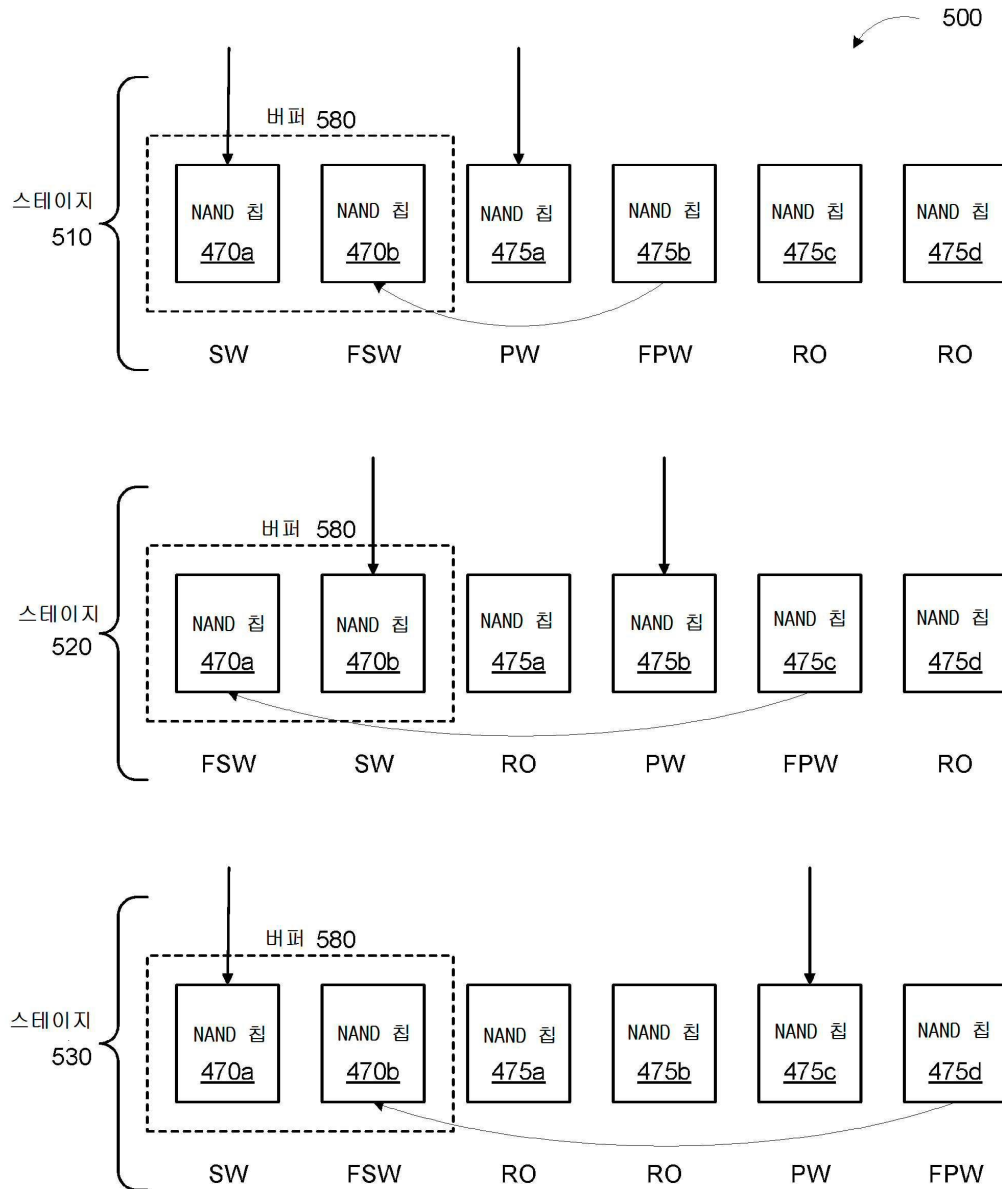 500
버퍼 580
스테이지
510
NAND 칩 NAND 칩 NAND 칩 NAND 칩 NAND 칩 NAND 칩
470a 470b 475a 475b 475c 475d
SW FSW PW FPW RO RO
버퍼 580
스테이지
520
NAND 칩 NAND 칩 NAND 칩 NAND 칩 NAND 칩 NAND 칩
470a 470b 475a 475b 475c 475d
FSW SW RO PW FPW RO
버퍼 580
스테이지
530
NAND 칩 NAND 칩 NAND 칩 NAND 칩 NAND 칩 NAND 칩
470a 470b 475a 475b 475c 475d
SW FSW RO RO PW FPW